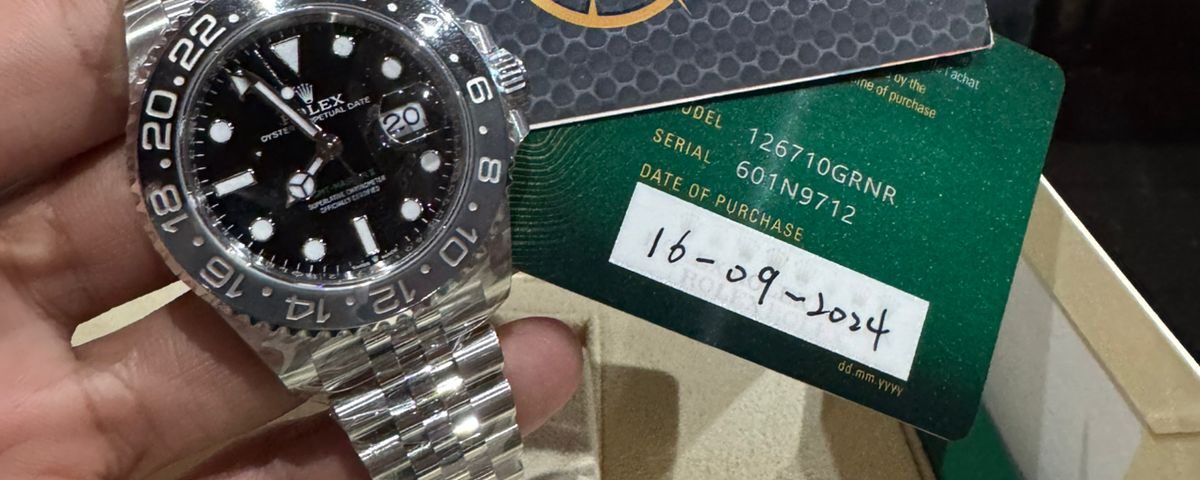 ROLEX
OYSTER PERPETUAL DATE
20
SUPERLATIVE CHRONOMETER
OFFICIALLY CERTIFIED
22
20
18
16
14
12
10
8
6
l'achat
by the
me of purchase
ODEL 126710GRNR
SERIAL 601N9712
DATE OF PURCHASE
16-09-2024
dd.mm.yyyy